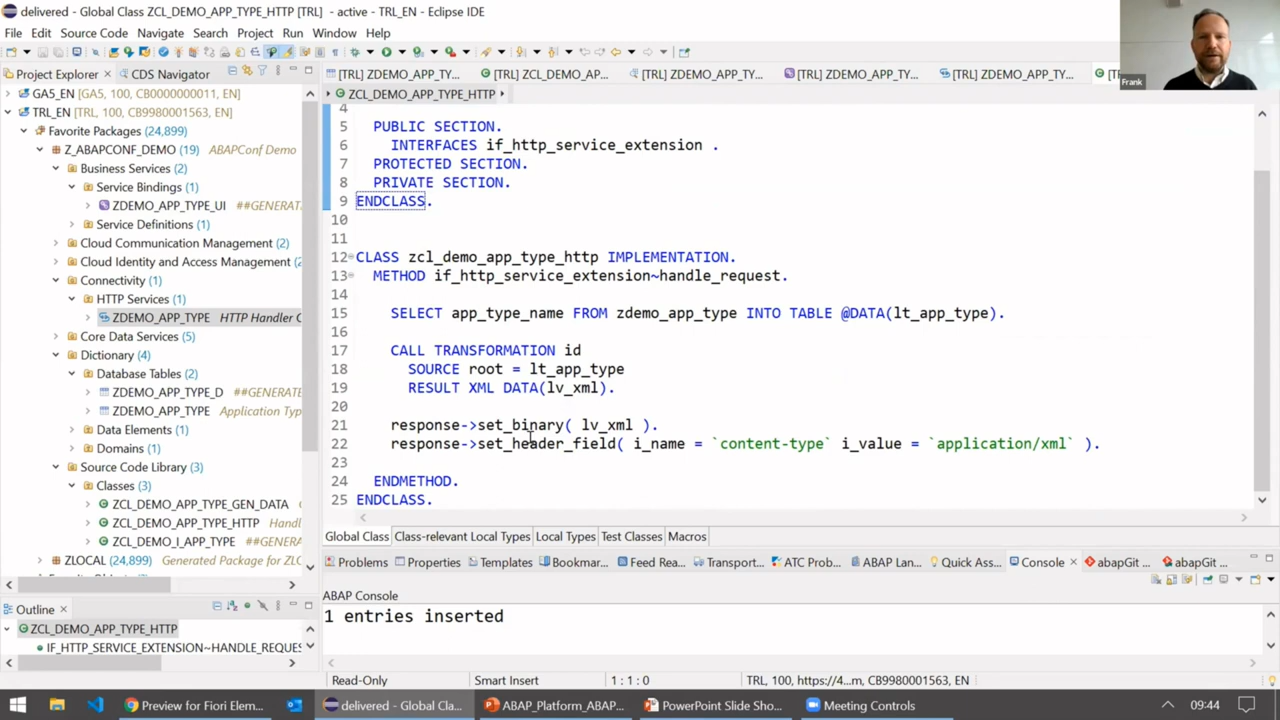 delivered - Global Class ZCL_DEMO_APP_TYPE_HTTP [TRL] - active - TRL_EN - Eclipse IDE
File Edit Source Code Navigate Search Project Run Window Help
Frank
Project Explorer × CDS Navigator
[TRL] ZDEMO_APP_TY... [TRL] ZCL_DEMO_AP... [TRL] ZDEMO_APP_TY... [TRL] ZDEMO_APP_TY... [TRL] ZDEMO_APP_TY...
ZCL_DEMO_APP_TYPE_HTTP
GA5_EN [GA5, 100, CB0000000011, EN]
TRL_EN [TRL, 100, CB9980001563, EN]
Favorite Packages (24,899)
Z_ABAPCONF_DEMO (19) ABAPConf Demo
Business Services (2)
Service Bindings (1)
ZDEMO_APP_TYPE_UI ##GENERAT
Service Definitions (1)
Cloud Communication Management (2)
Cloud Identity and Access Management (2
Connectivity (1)
HTTP Services (1)
ZDEMO_APP_TYPE HTTP Handler C
Core Data Services (5)
Dictionary (4)
Database Tables (2)
ZDEMO_APP_TYPE_D ##GENERAT
ZDEMO_APP_TYPE Application Typ
Data Elements (1)
Domains (1)
Source Code Library (3)
Classes (3)
ZCL_DEMO_APP_TYPE_GEN_DATA G
ZCL_DEMO_APP_TYPE_HTTP Handl
ZCL_DEMO_I_APP_TYPE ##GENERA
ZLOCAL (24,899) Generated Package for ZL
4
5 PUBLIC SECTION.
6 INTERFACES if_http_service_extension .
7 PROTECTED SECTION.
8 PRIVATE SECTION.
9 ENDCLASS.
10
11
12 CLASS zcl_demo_app_type_http IMPLEMENTATION.
13 METHOD if_http_service_extension~handle_request.
14
15 SELECT app_type_name FROM zdemo_app_type INTO TABLE @DATA(lt_app_type).
16
17 CALL TRANSFORMATION id
18 SOURCE root = lt_app_type
19 RESULT XML DATA(lv_xml).
20
21 response->set_binary( lv_xml ).
22 response->set_header_field( i_name = `content-type` i_value = `application/xml` ).
23
24 ENDMETHOD.
25 ENDCLASS.
Global Class Class-relevant Local Types Local Types Test Classes Macros
Problems Properties Templates Bookmar... Feed Rea... Transport... ATC Prob... ABAP Lan... Quick Ass... Console × abapGit ... abapGit ...
ABAP Console
1 entries inserted
Outline ×
ZCL_DEMO_APP_TYPE_HTTP
IF_HTTP_SERVICE_EXTENSION~HANDLE_REQUES
Read-Only Smart Insert 1 : 1 : 0 TRL, 100, https://4...m, CB9980001563, EN
Preview for Fiori Elem... delivered - Global Cla... ABAP_Platform_ABAP... PowerPoint Slide Sho... Meeting Controls 09:44